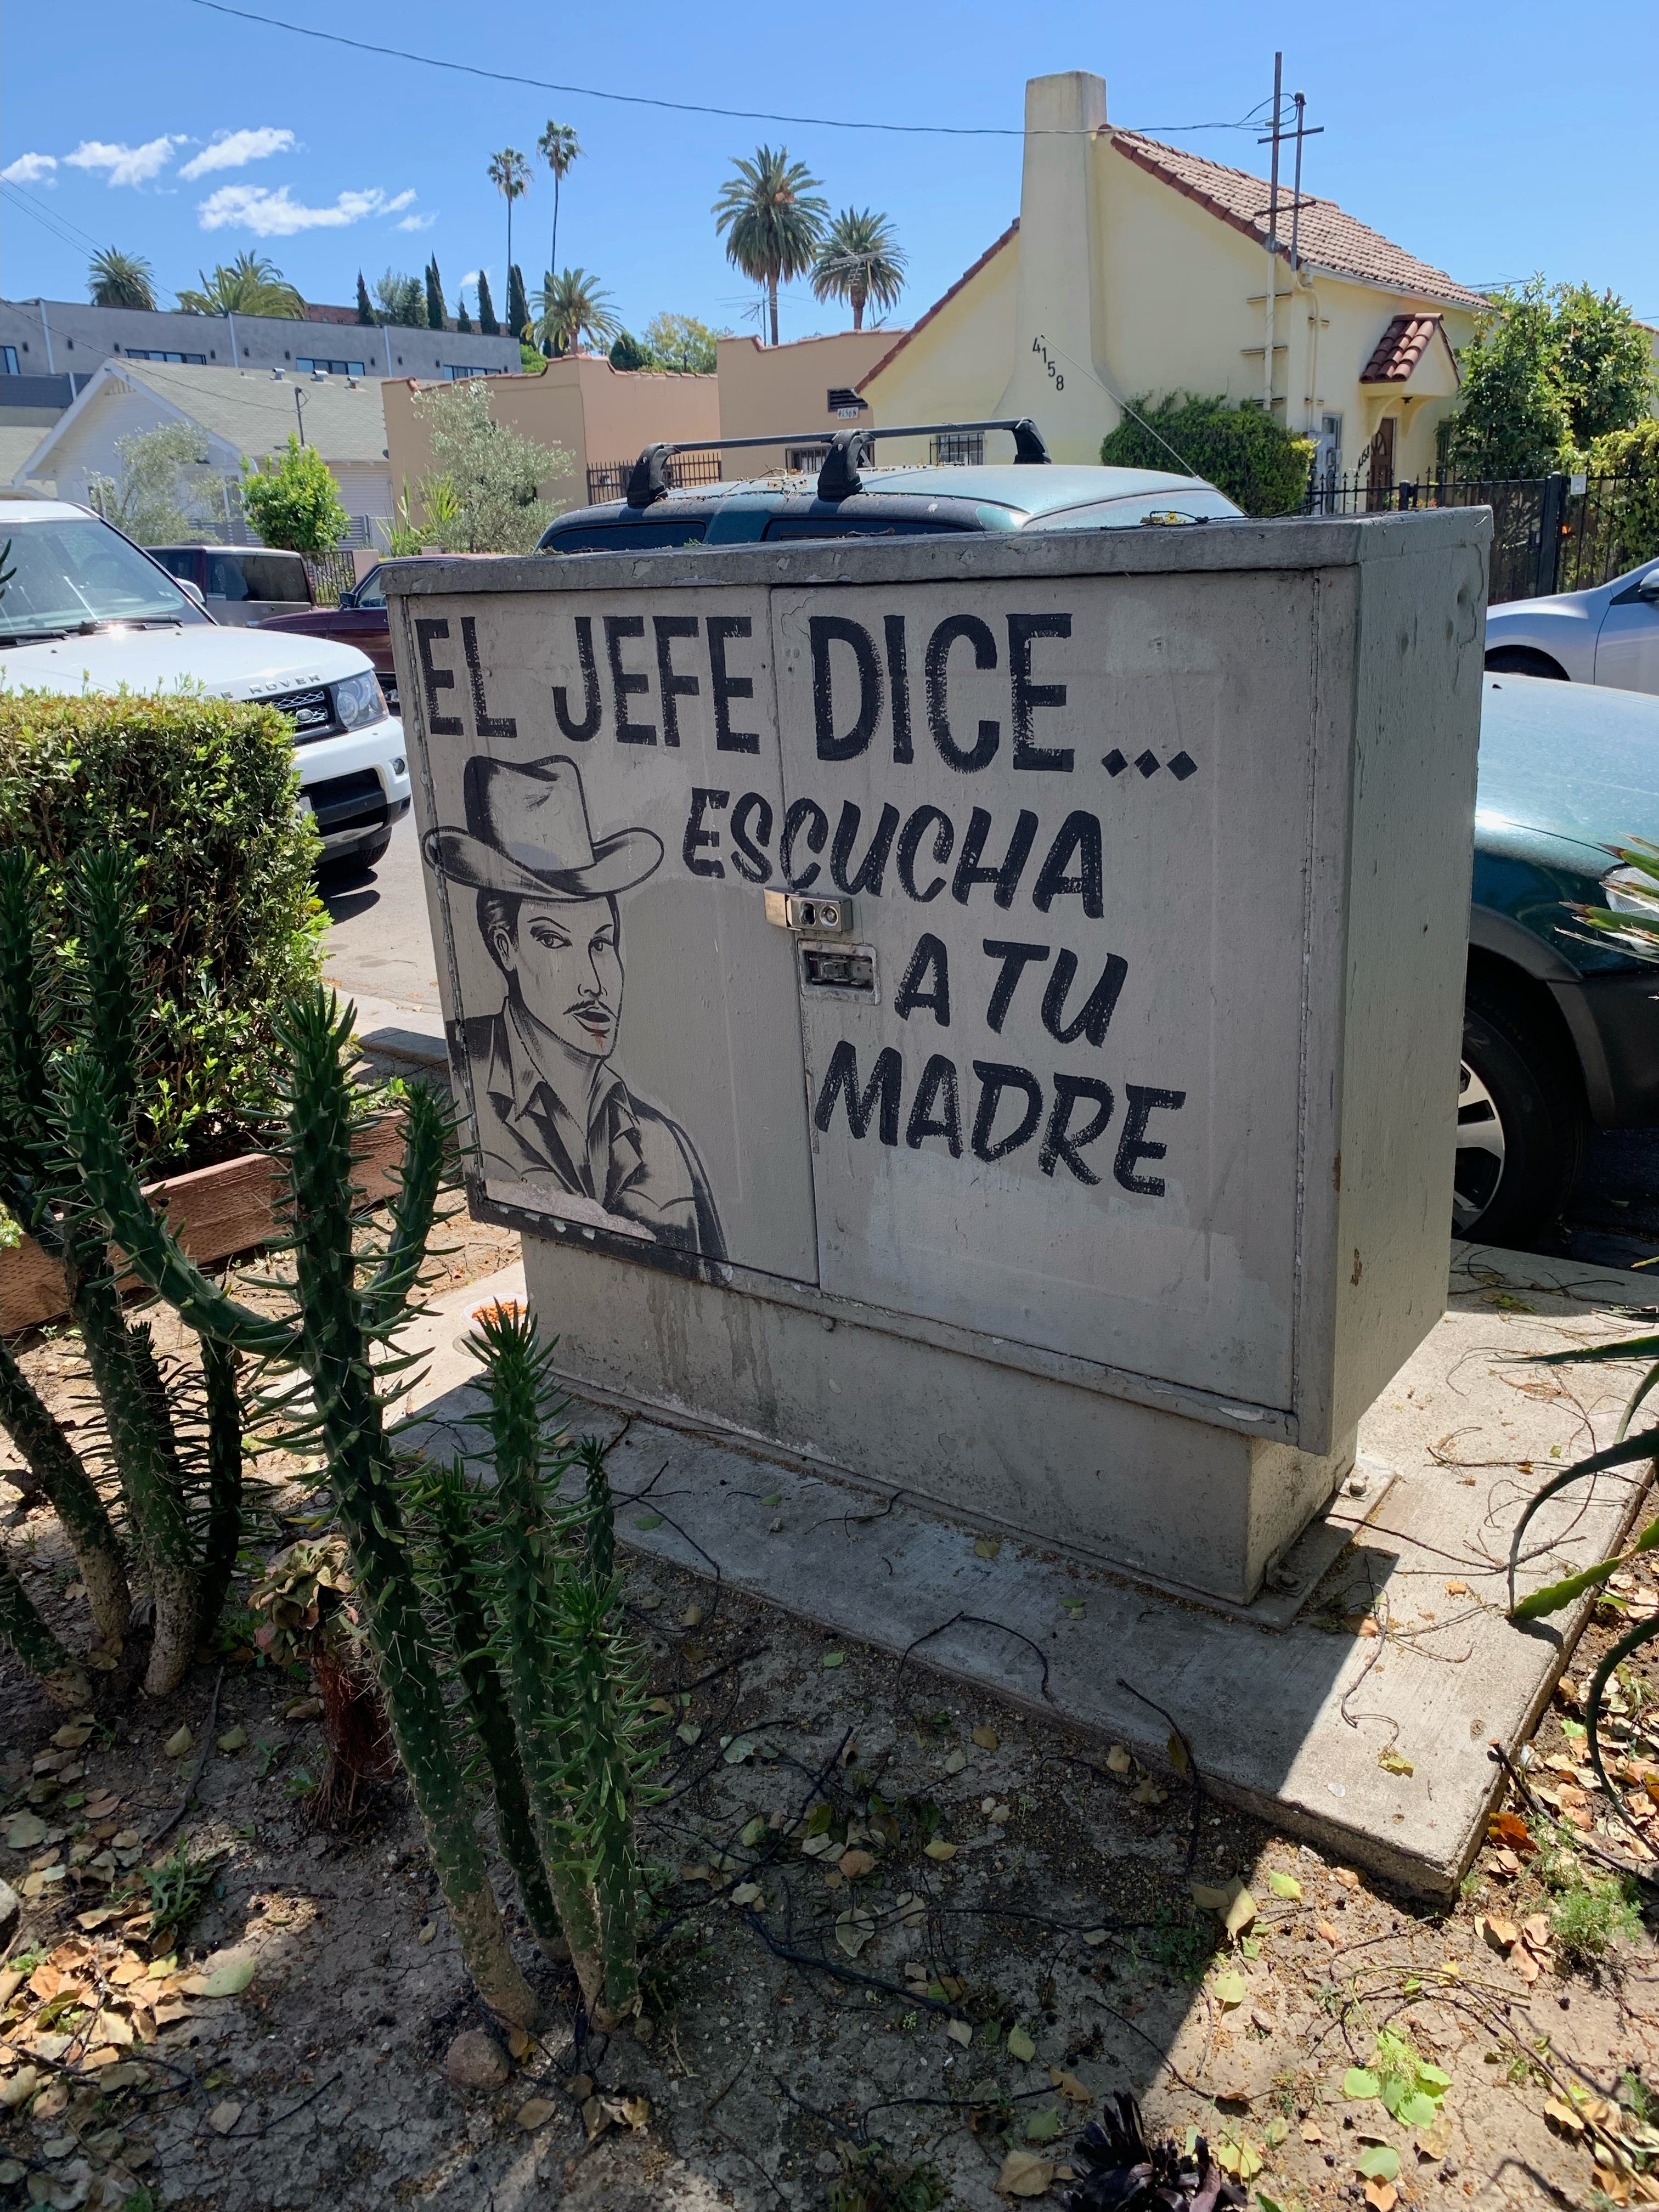 4158
EL JEFE DICE...
ESCUCHA
A TU
MADRE